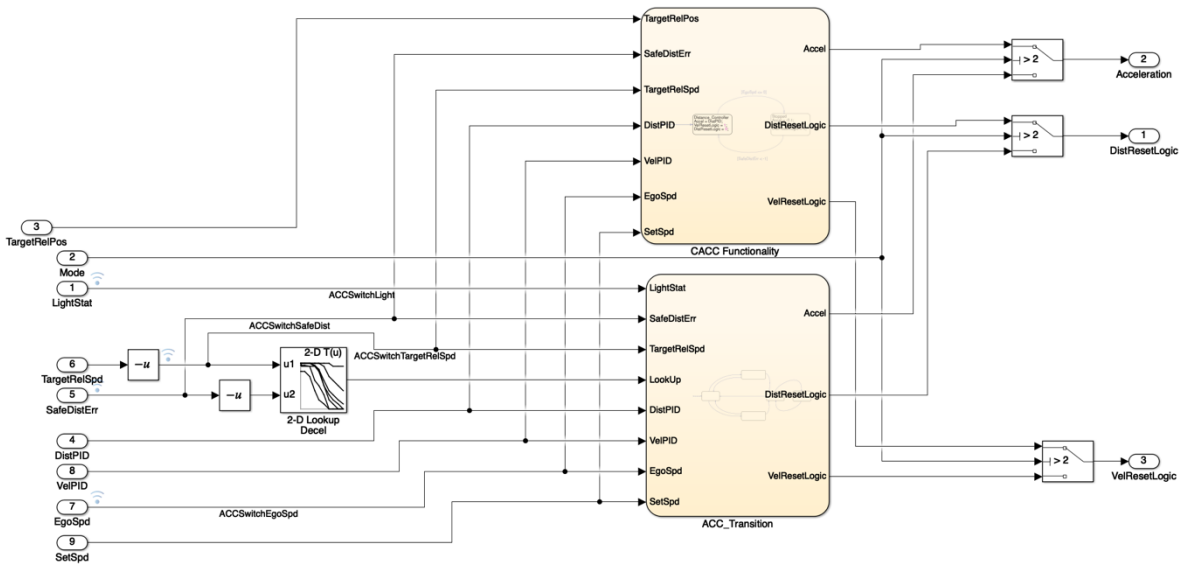 TargetRelPos
SafeDistErr
TargetRelSpd
DistPID
VelPID
EgoSpd
SetSpd
Accel
DistResetLogic
VelResetLogic
CACC Functionality
> 2
2
Acceleration
> 2
1
DistResetLogic
3
TargetRelPos
2
Mode
1
LightStat
ACCSwitchLight
ACCSwitchSafeDist
ACCSwitchTargetRelSpd
6
TargetRelSpd
-u
5
SafeDistErr
-u
2-D T(u)
u1
u2
2-D Lookup
Decel
4
DistPID
8
VelPID
7
EgoSpd
ACCSwitchEgoSpd
9
SetSpd
LightStat
SafeDistErr
TargetRelSpd
LookUp
DistPID
VelPID
EgoSpd
SetSpd
Accel
DistResetLogic
VelResetLogic
ACC_Transition
> 2
3
VelResetLogic